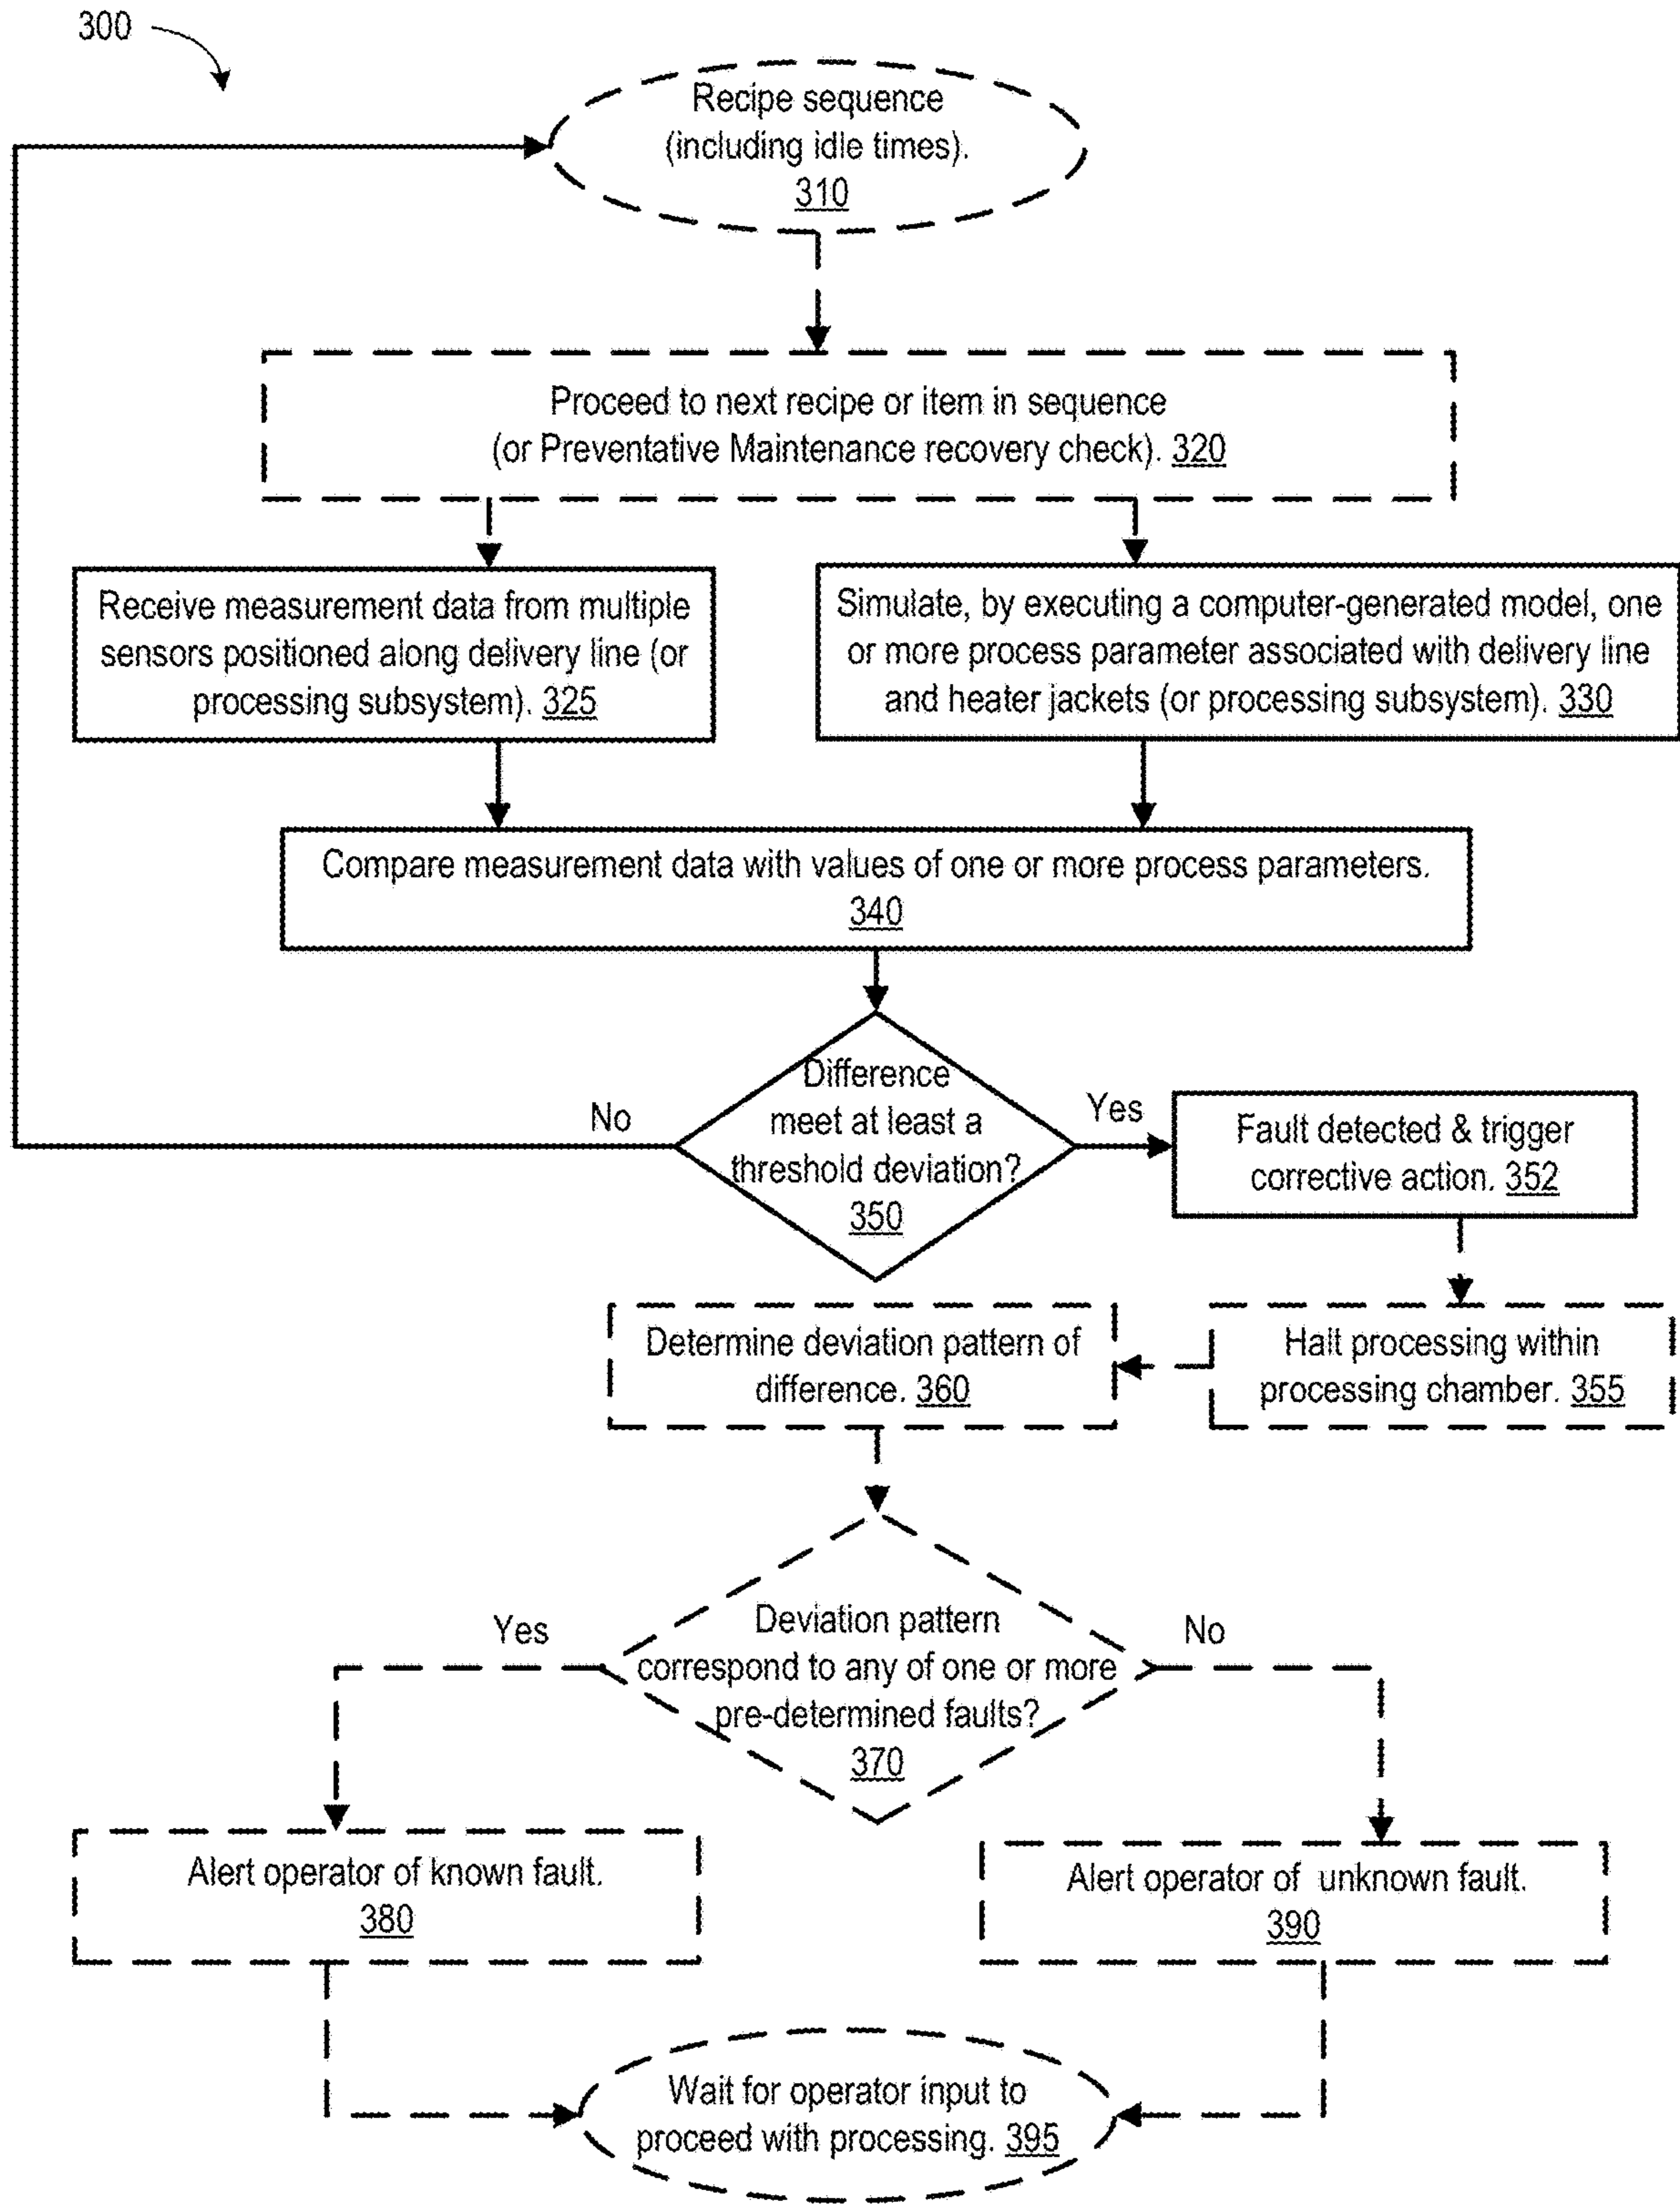 300
Recipe sequence
(including idle times).
310
Proceed to next recipe or item in sequence
(or Preventative Maintenance recovery check). 320
Receive measurement data from multiple
sensors positioned along delivery line (or
processing subsystem). 325
Simulate, by executing a computer-generated model, one
or more process parameter associated with delivery line
and heater jackets (or processing subsystem). 330
Compare measurement data with values of one or more process parameters.
340
Difference
meet at least a
threshold deviation?
350
No
Yes
Fault detected & trigger
corrective action. 352
Halt processing within
processing chamber. 355
Determine deviation pattern of
difference. 360
Deviation pattern
correspond to any of one or more
pre-determined faults?
370
Yes
No
Alert operator of known fault.
380
Alert operator of unknown fault.
390
Wait for operator input to
proceed with processing. 395